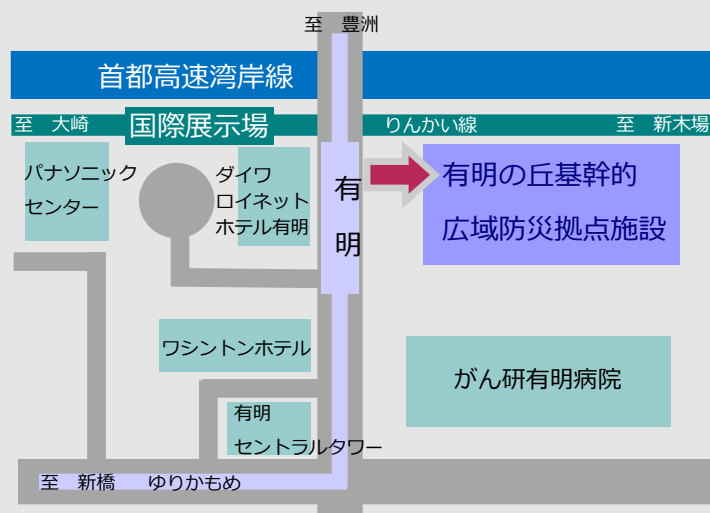 至 豊洲
首都高速湾岸線
至 大崎
国際展示場
りんかい線
至 新木場
パナソニック
センター
ダイワ
ロイネット
ホテル有明
有
明
有明の丘基幹的
広域防災拠点施設
ワシントンホテル
がん研有明病院
有明
セントラルタワー
至 新橋 ゆりかもめ